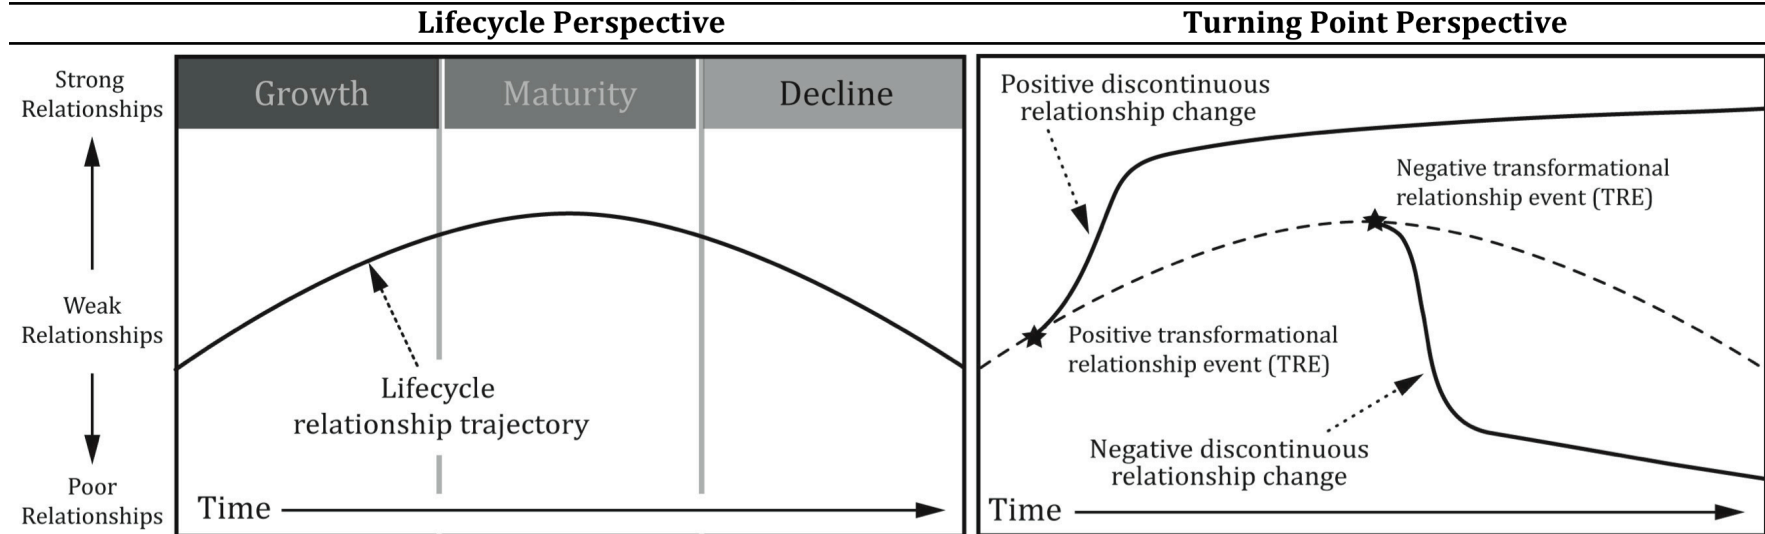 Lifecycle Perspective
Turning Point Perspective
Strong
Relationships
Weak
Relationships
Poor
Relationships
Growth
Maturity
Decline
Lifecycle
relationship trajectory
Time
Positive discontinuous
relationship change
Negative transformational
relationship event (TRE)
Positive transformational
relationship event (TRE)
Negative discontinuous
relationship change
Time